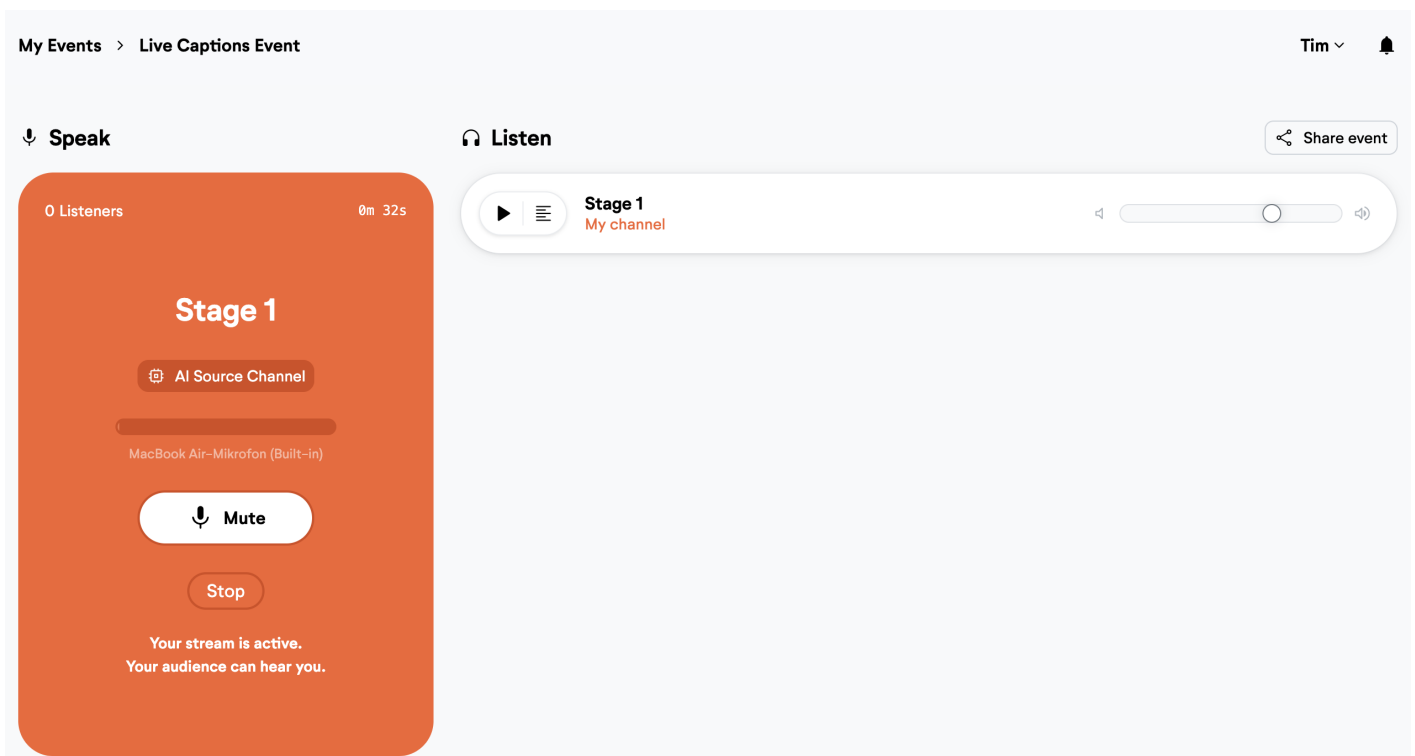 My Events > Live Captions Event
Tim
Speak
Listen
Share event
0 Listeners
0m 32s
Stage 1
My channel
Stage 1
AI Source Channel
MacBook Air-Mikrofon (Built-in)
Mute
Stop
Your stream is active.
Your audience can hear you.